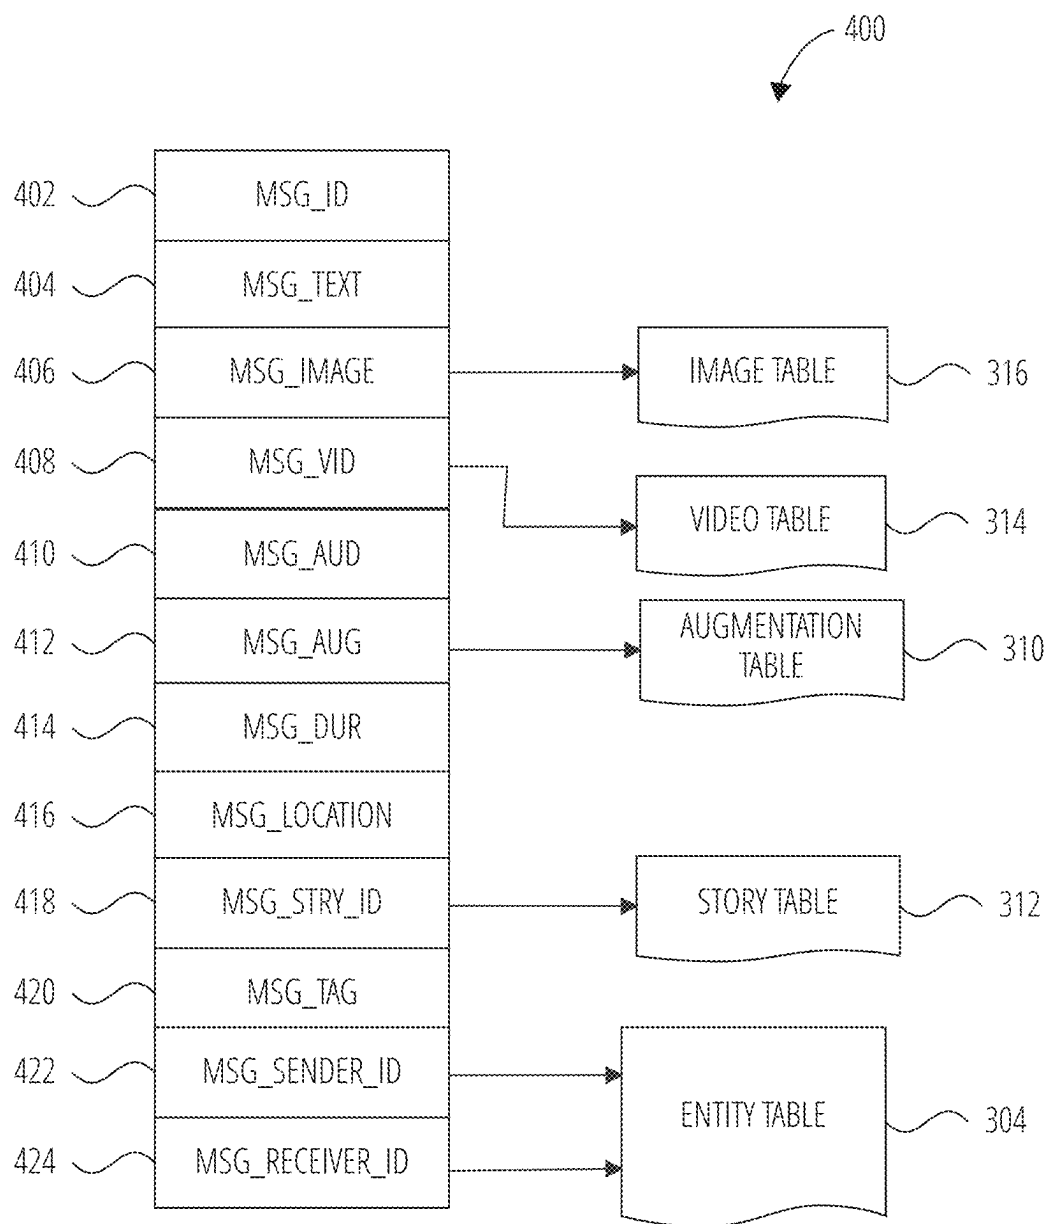 400
402 MSG_ID
404 MSG_TEXT
406 MSG_IMAGE IMAGE TABLE 316
408 MSG_VID VIDEO TABLE 314
410 MSG_AUD
412 MSG_AUG AUGMENTATION
TABLE 310
414 MSG_DUR
416 MSG_LOCATION
418 MSG_STRY_ID STORY TABLE 312
420 MSG_TAG
422 MSG_SENDER_ID
ENTITY TABLE 304
424 MSG_RECEIVER_ID